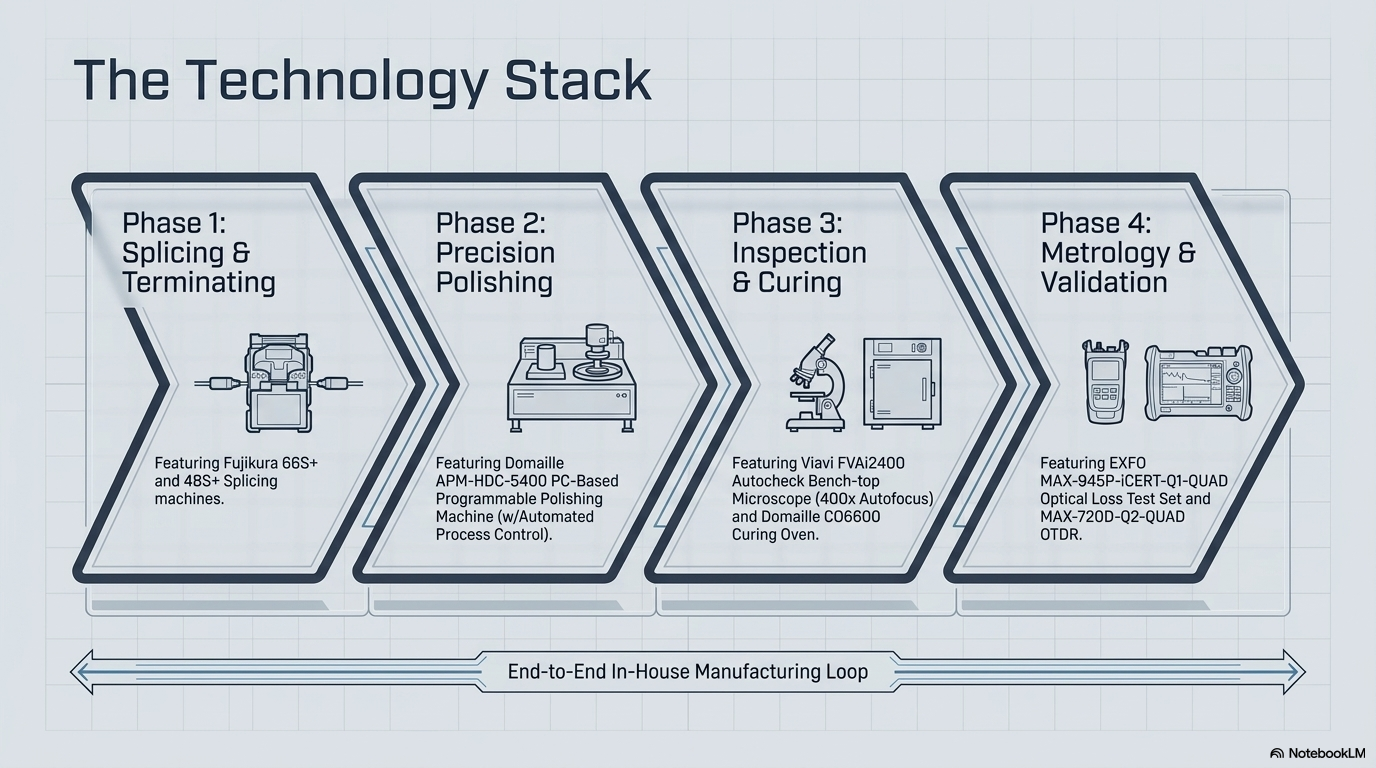 The Technology Stack
Phase 1:
Splicing &
Terminating
Featuring Fujikura 66S+
and 48S+ Splicing
machines.
Phase 2:
Precision
Polishing
Featuring Domaille
APM-HDC-5400 PC-Based
Programmable Polishing
Machine (w/Automated
Process Control).
Phase 3:
Inspection
& Curing
Featuring Viavi FVAi2400
Autocheck Bench-top
Microscope (400x Autofocus)
and Domaille CO6600
Curing Oven.
Phase 4:
Metrology &
Validation
Featuring EXFO
MAX-945P-iCERT-Q1-QUAD
Optical Loss Test Set and
MAX-720D-Q2-QUAD
OTDR.
End-to-End In-House Manufacturing Loop
NotebookLM